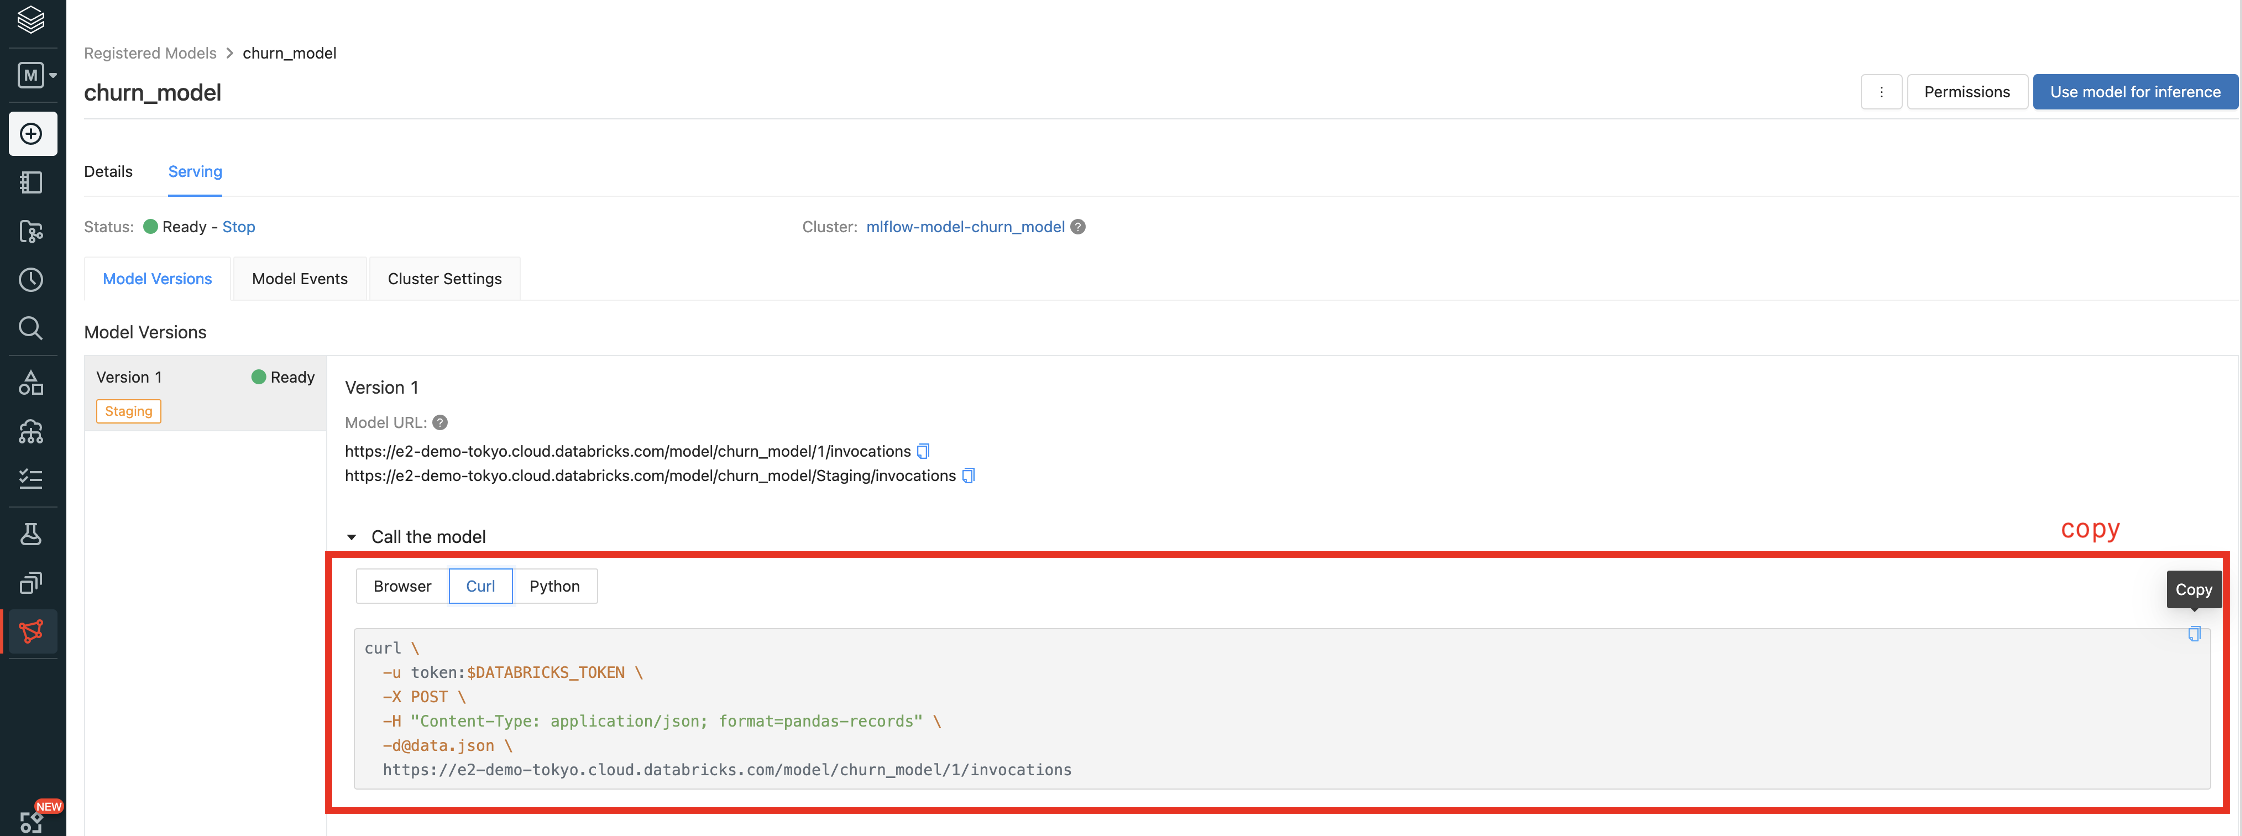 M
Registered Models > churn_model
churn_model
⋮ Permissions Use model for inference
Details Serving
Status: Ready - Stop Cluster: mlflow-model-churn_model ?
Model Versions Model Events Cluster Settings
Model Versions
Version 1 Ready
Staging
Version 1
Model URL: ?
https://e2-demo-tokyo.cloud.databricks.com/model/churn_model/1/invocations
https://e2-demo-tokyo.cloud.databricks.com/model/churn_model/Staging/invocations
copy
Call the model
Browser Curl Python
Copy
curl \
-u token:$DATABRICKS_TOKEN \
-X POST \
-H "Content-Type: application/json; format=pandas-records" \
-d@data.json \
https://e2-demo-tokyo.cloud.databricks.com/model/churn_model/1/invocations
NEW